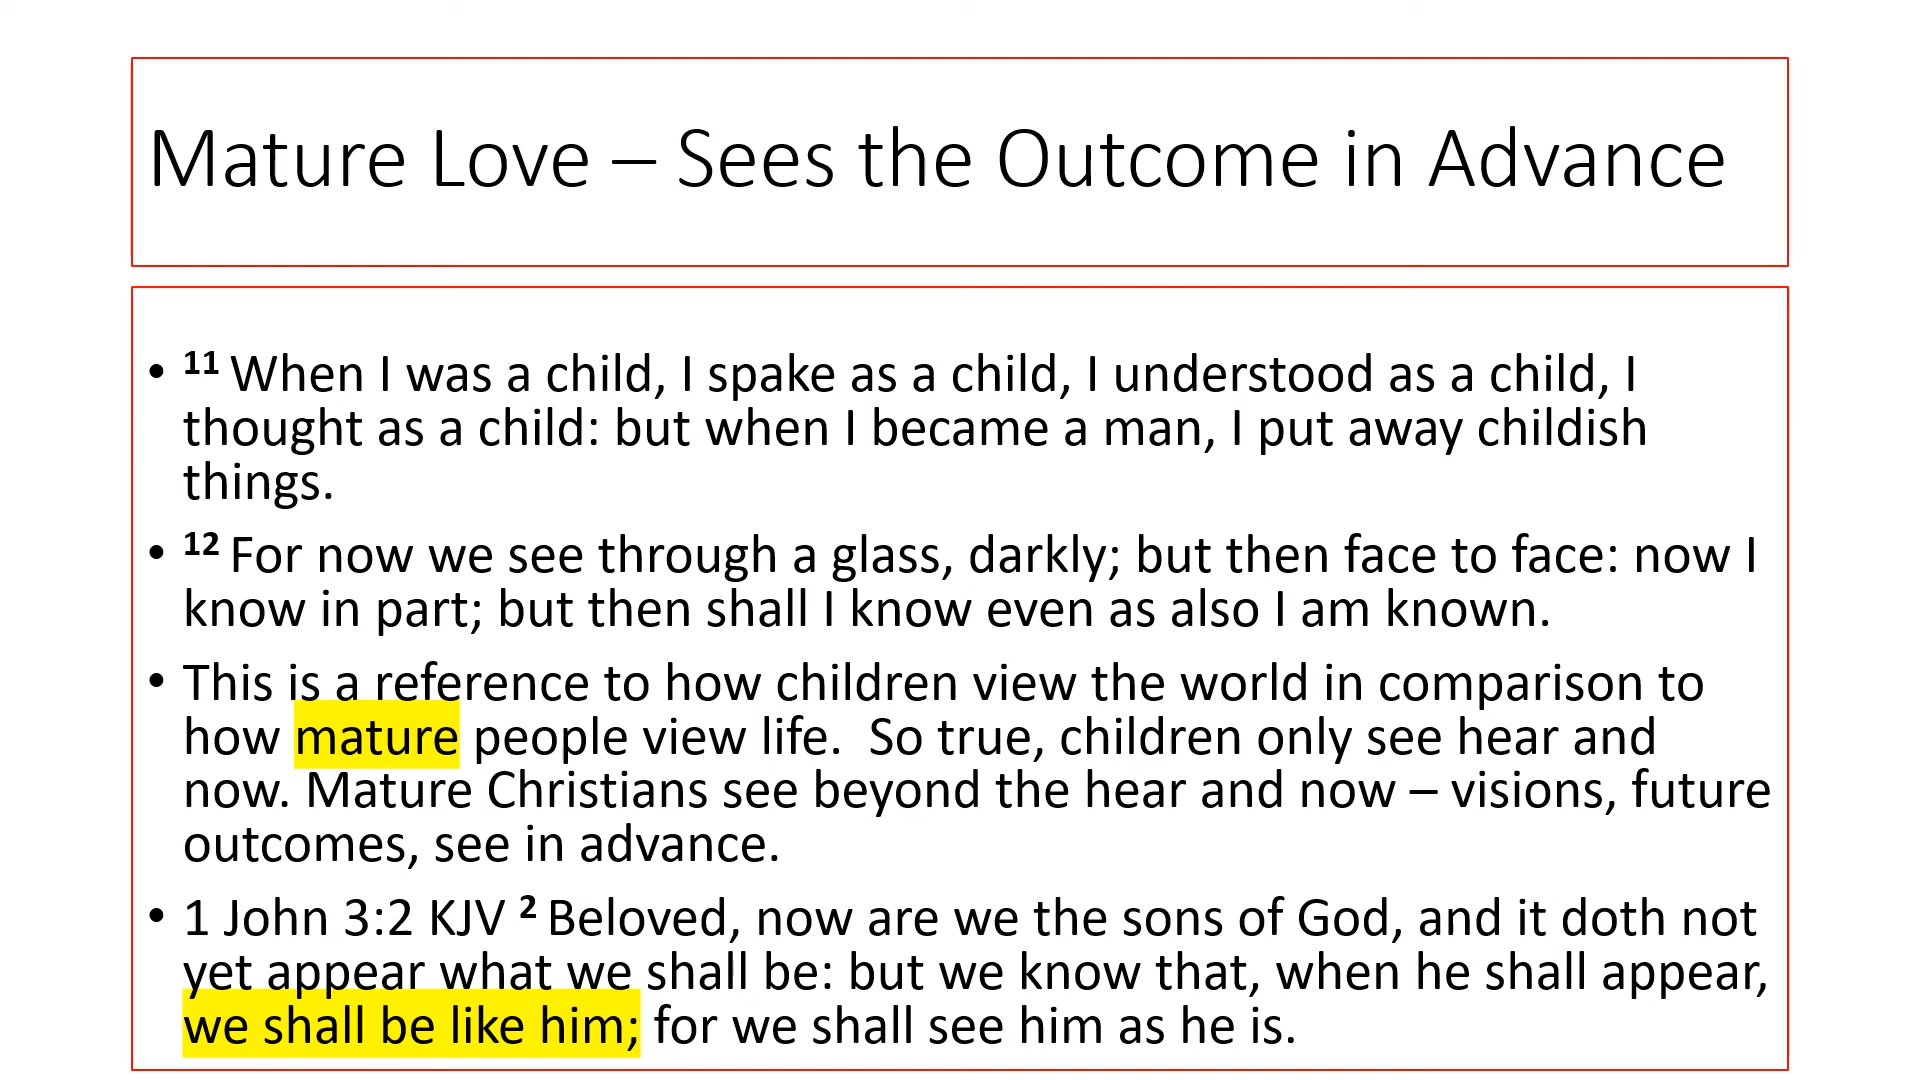 Mature Love – Sees the Outcome in Advance
• 11 When I was a child, I spake as a child, I understood as a child, I
thought as a child: but when I became a man, I put away childish
things.
• 12 For now we see through a glass, darkly; but then face to face: now I
know in part; but then shall I know even as also I am known.
• This is a reference to how children view the world in comparison to
how mature people view life.  So true, children only see hear and
now. Mature Christians see beyond the hear and now – visions, future
outcomes, see in advance.
• 1 John 3:2 KJV 2 Beloved, now are we the sons of God, and it doth not
yet appear what we shall be: but we know that, when he shall appear,
we shall be like him; for we shall see him as he is.